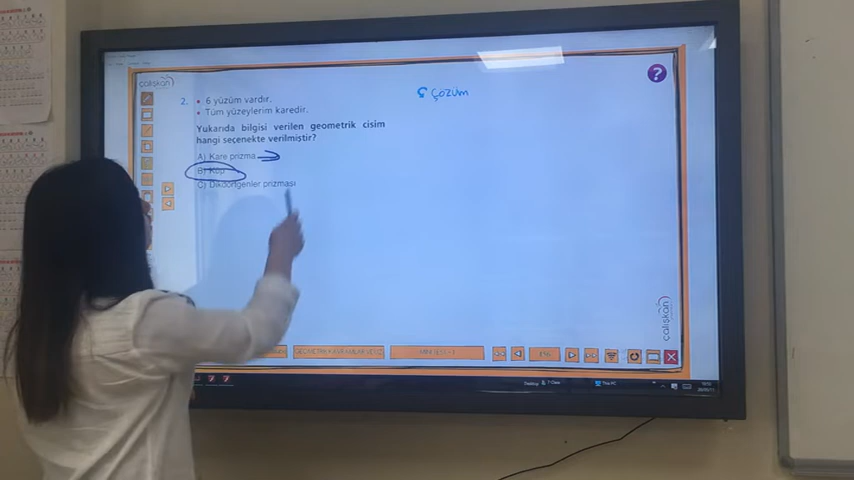 çalışkan
2. • 6 yüzüm vardır.
• Tüm yüzeylerim karedir.
Yukarıda bilgisi verilen geometrik cisim
hangi seçenekte verilmiştir?
A) Kare prizma
B) Küp
C) Dikdörtgenler prizması
Çözüm
?
çalışkan